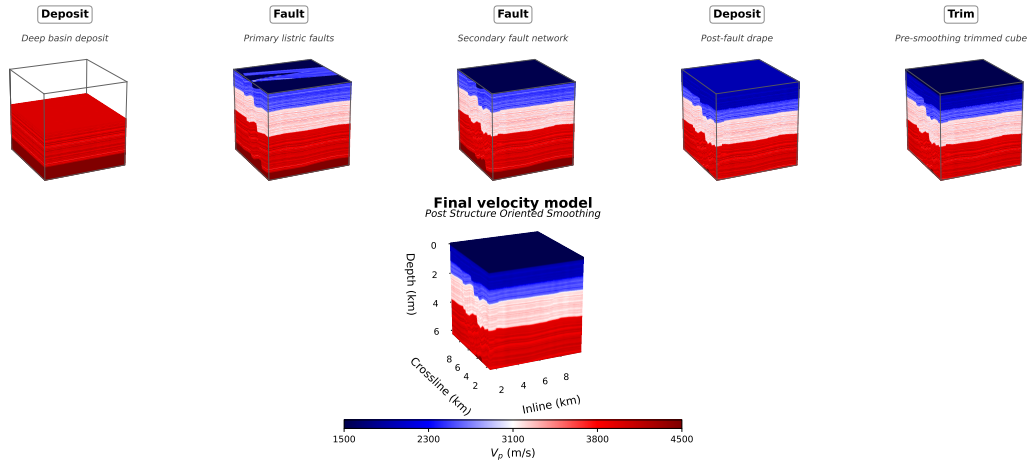 Deposit
Fault
Fault
Deposit
Trim
Deep basin deposit
Primary listric faults
Secondary fault network
Post-fault drape
Pre-smoothing trimmed cube
Final velocity model
Post Structure Oriented Smoothing
0
2
4
6
Depth (km)
8
6
4
2
Crossline (km)
2
4
6
8
Inline (km)
1500
2300
3100
3800
4500
Vₚ (m/s)